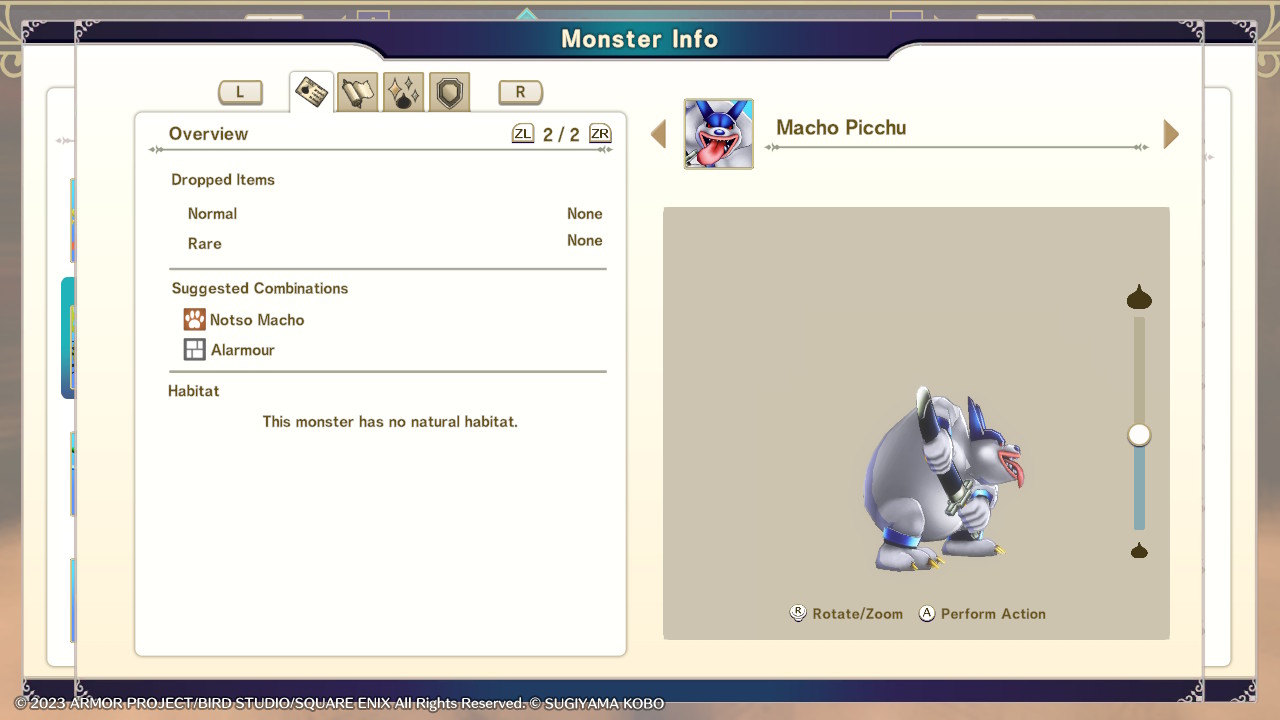 Monster Info
L
R
Overview
ZL 2 / 2 ZR
Dropped Items
Normal None
Rare None
Suggested Combinations
Notso Macho
Alarmour
Habitat
This monster has no natural habitat.
Macho Picchu
R Rotate/Zoom A Perform Action
© 2023 ARMOR PROJECT/BIRD STUDIO/SQUARE ENIX All Rights Reserved. © SUGIYAMA KOBO